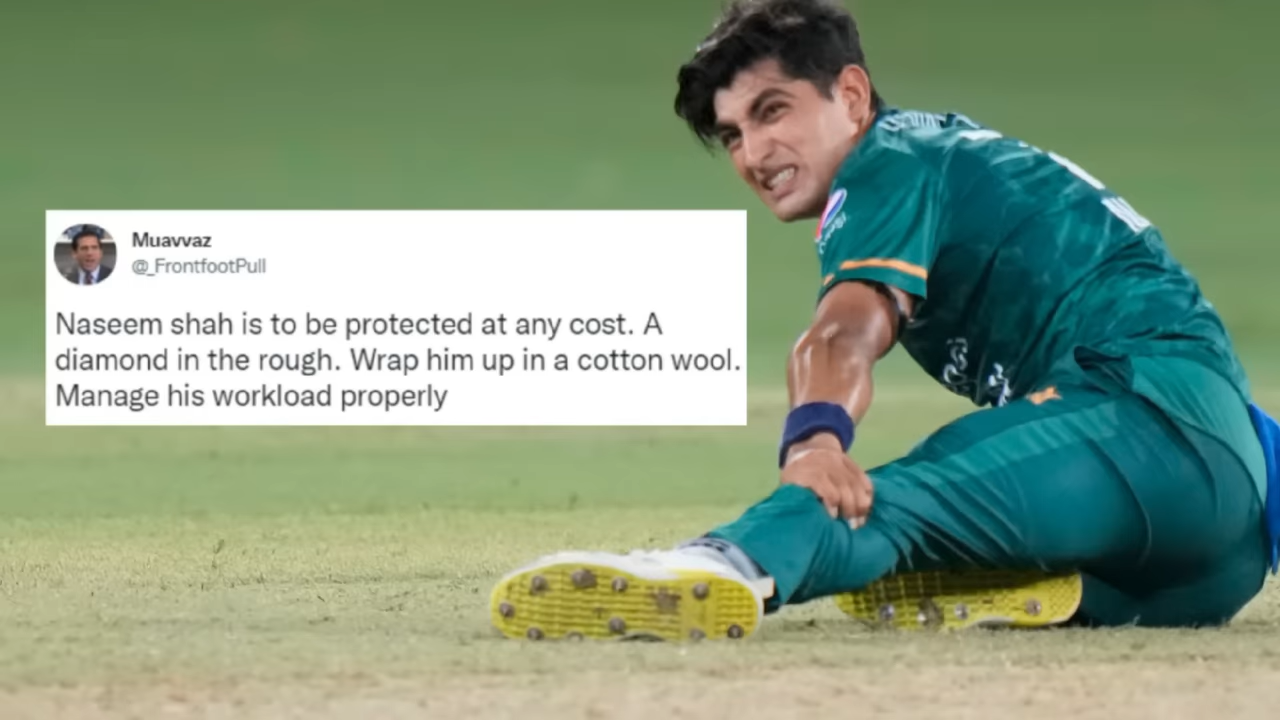 Muavvaz
@_FrontfootPull
Naseem shah is to be protected at any cost. A
diamond in the rough. Wrap him up in a cotton wool.
Manage his workload properly